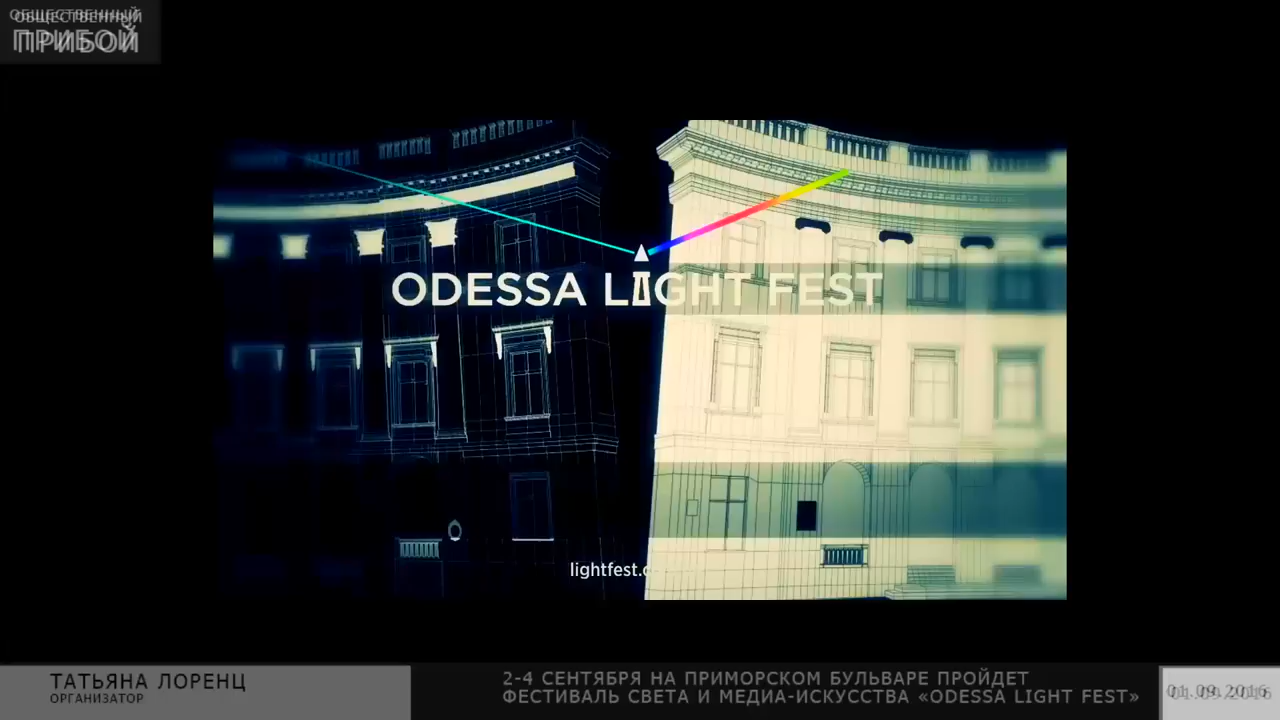 ОБЩЕСТВЕННЫЙ
ПРИБОЙ
ODESSA LIGHT FEST
ТАТЬЯНА ЛОРЕНЦ
ОРГАНИЗАТОР
2-4 СЕНТЯБРЯ НА ПРИМОРСКОМ БУЛЬВАРЕ ПРОЙДЕТ
ФЕСТИВАЛЬ СВЕТА И МЕДИА-ИСКУССТВА «ODESSA LIGHT FEST»
01.09.2016